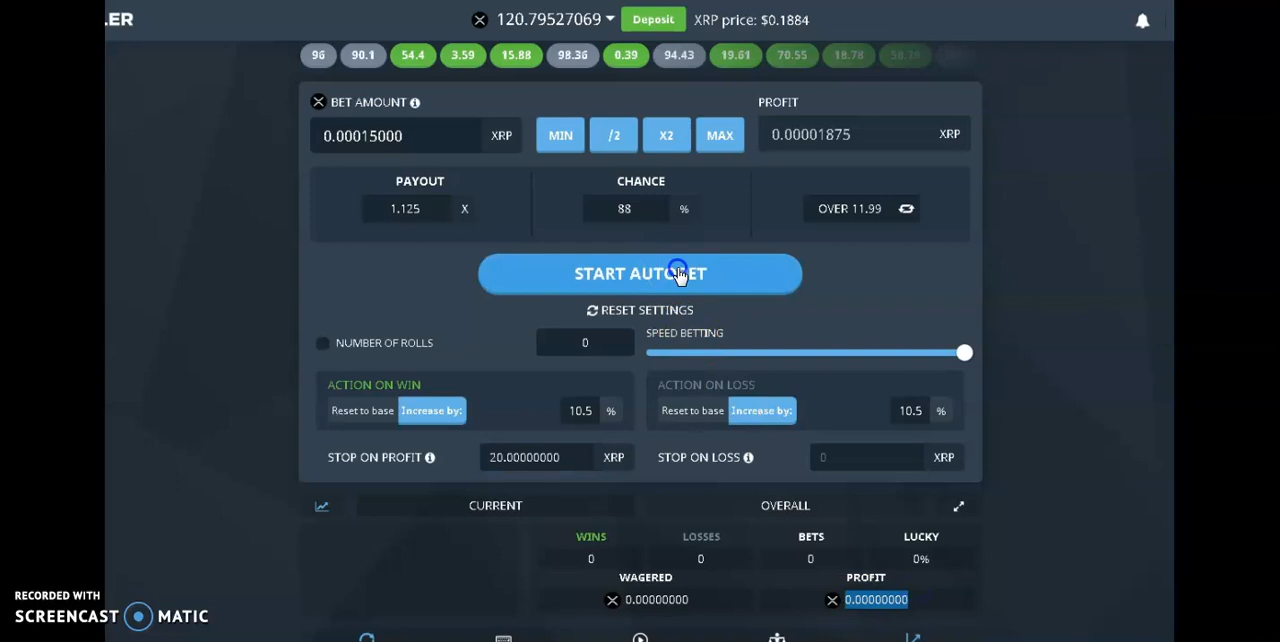 LER 120.79527069 Deposit XRP price: $0.1884
96 90.1 54.4 3.59 15.88 98.36 0.39 94.43 19.61 70.55 18.78
BET AMOUNT PROFIT
0.00015000 XRP MIN /2 X2 MAX 0.00001875 XRP
PAYOUT CHANCE
1.125 X 88 % OVER 11.99
START AUTOBET
RESET SETTINGS
NUMBER OF ROLLS 0 SPEED BETTING
ACTION ON WIN ACTION ON LOSS
Reset to base Increase by: 10.5 % Reset to base Increase by: 10.5 %
STOP ON PROFIT 20.00000000 XRP STOP ON LOSS 0 XRP
CURRENT OVERALL
WINS LOSSES BETS LUCKY
0 0 0 0%
WAGERED PROFIT
0.00000000 0.00000000
RECORDED WITH
SCREENCAST MATIC